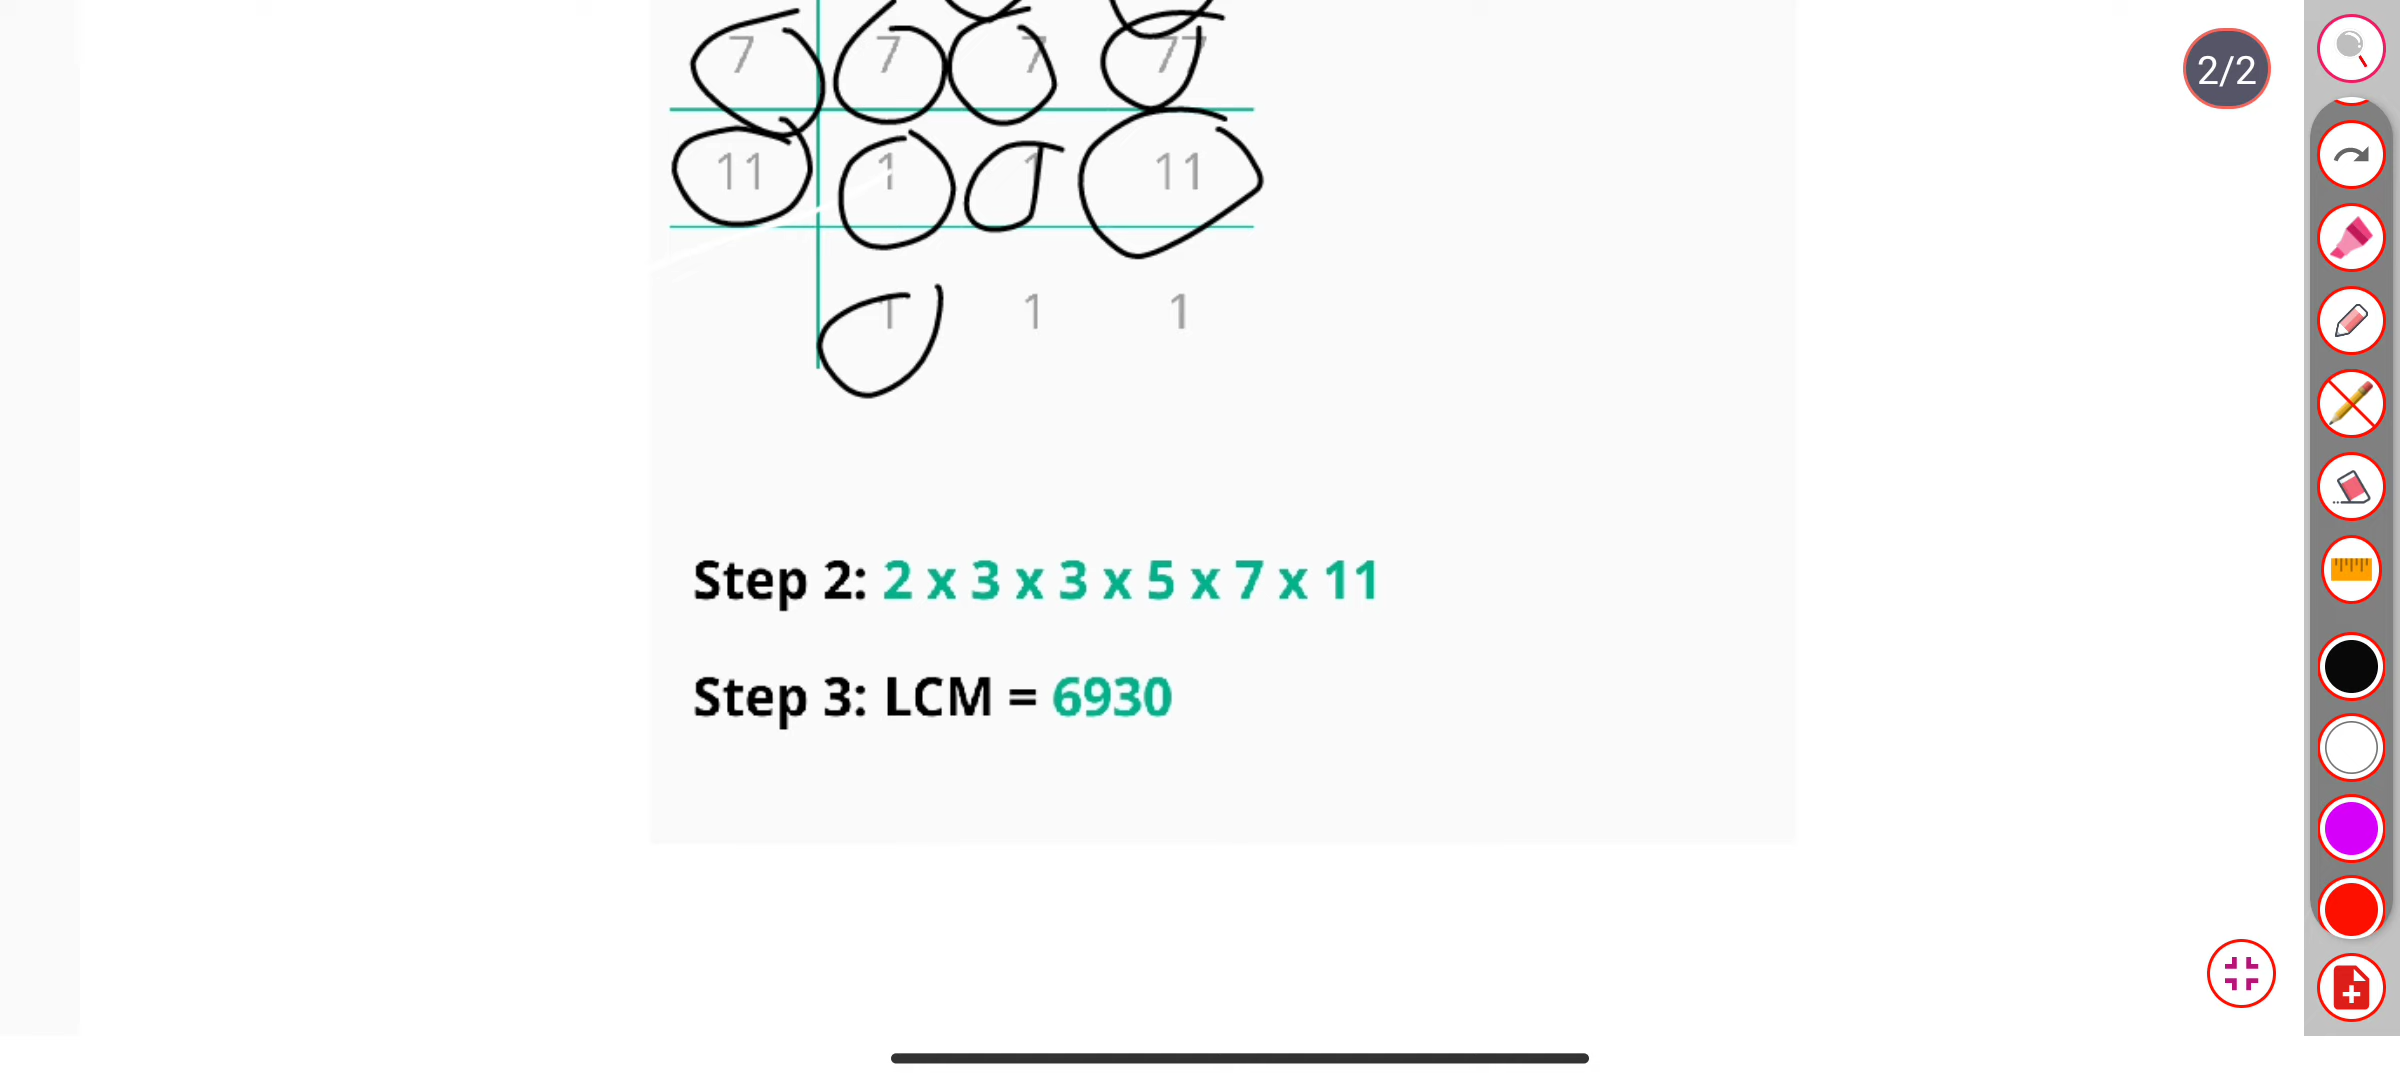 2/2
7 7 7 77
11 1 1 11
1 1 1
Step 2: 2 x 3 x 3 x 5 x 7 x 11
Step 3: LCM = 6930